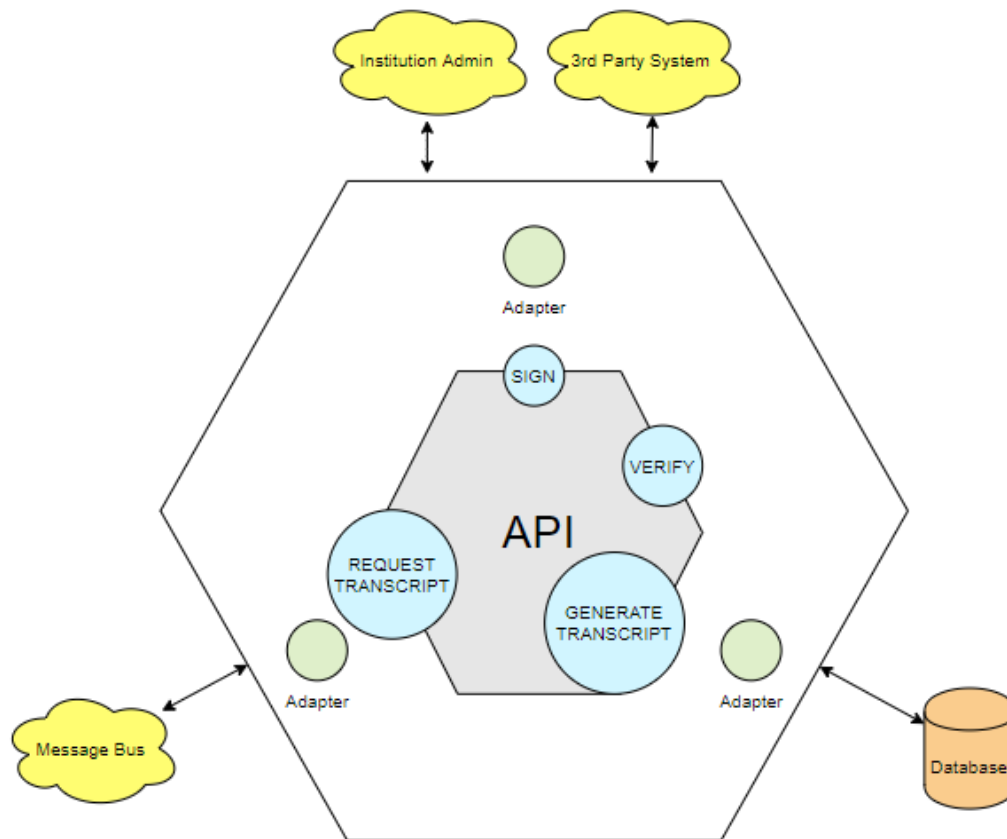 Institution Admin
3rd Party System
Adapter
SIGN
VERIFY
API
REQUEST
TRANSCRIPT
GENERATE
TRANSCRIPT
Adapter
Adapter
Message Bus
Database